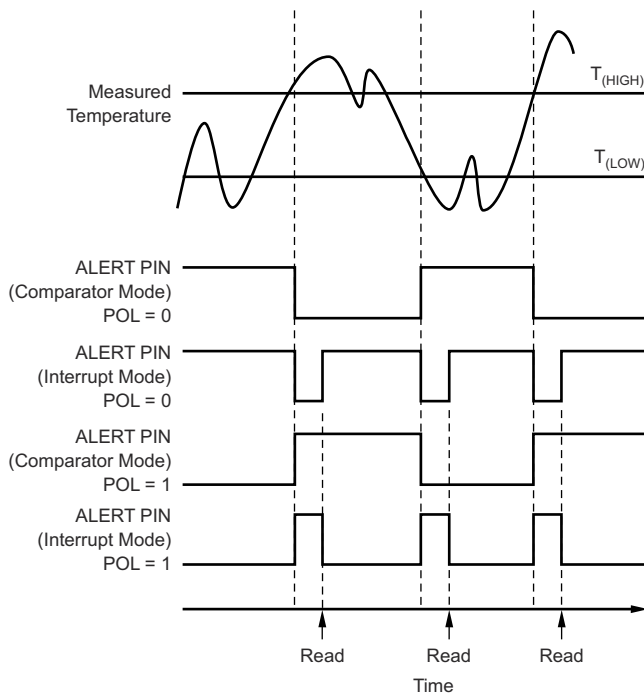 T(HIGH)
Measured
Temperature
T(LOW)
ALERT PIN
(Comparator Mode)
POL = 0
ALERT PIN
(Interrupt Mode)
POL = 0
ALERT PIN
(Comparator Mode)
POL = 1
ALERT PIN
(Interrupt Mode)
POL = 1
Read Read Read
Time